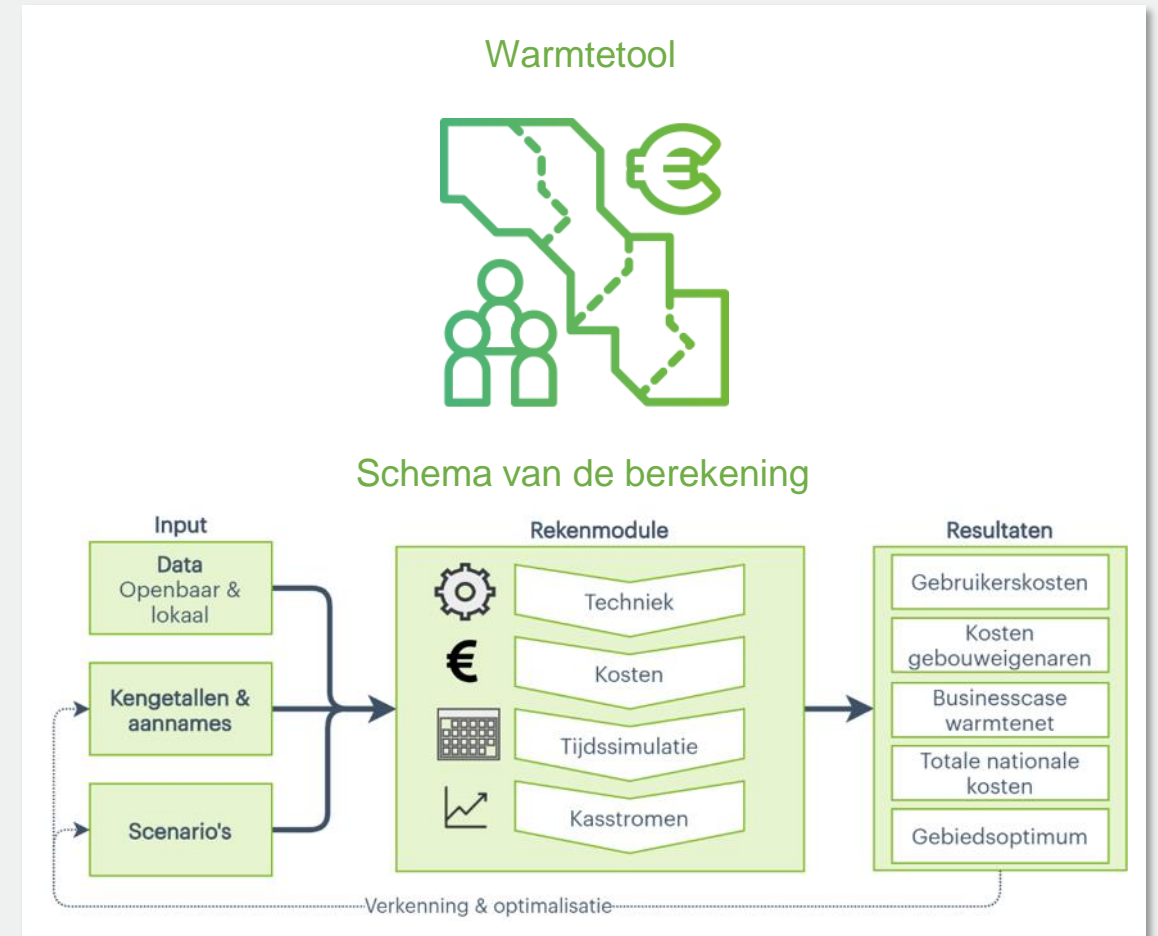 Warmtetool
Schema van de berekening
Input
Data
Openbaar &
lokaal
Kengetallen &
aannames
Scenario's
Rekenmodule
Techniek
€
Kosten
Tijdssimulatie
Kasstromen
Resultaten
Gebruikerskosten
Kosten
gebouweigenaren
Businesscase
warmtenet
Totale nationale
kosten
Gebiedsoptimum
Verkenning & optimalisatie